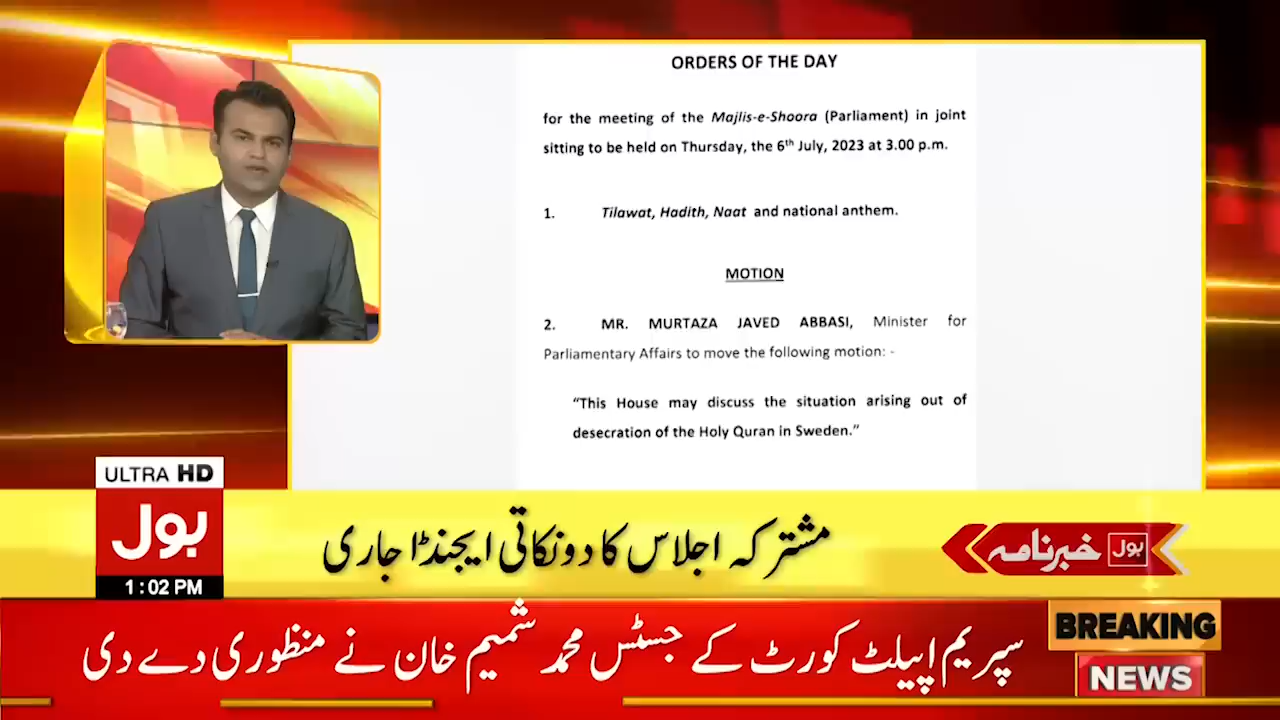 ORDERS OF THE DAY
for the meeting of the Majlis-e-Shoora (Parliament) in joint
sitting to be held on Thursday, the 6th July, 2023 at 3.00 p.m.
1. Tilawat, Hadith, Naat and national anthem.
MOTION
2. MR. MURTAZA JAVED ABBASI, Minister for
Parliamentary Affairs to move the following motion: -
“This House may discuss the situation arising out of
desecration of the Holy Quran in Sweden.”
ULTRA HD
بول
1:02 PM
مشترکہ اجلاس کا دو نکاتی ایجنڈا جاری
بول خبرنامہ
سپریم اپیلٹ کورٹ کے جسٹس محمد شمیم خان نے منظوری دے دی
BREAKING
NEWS